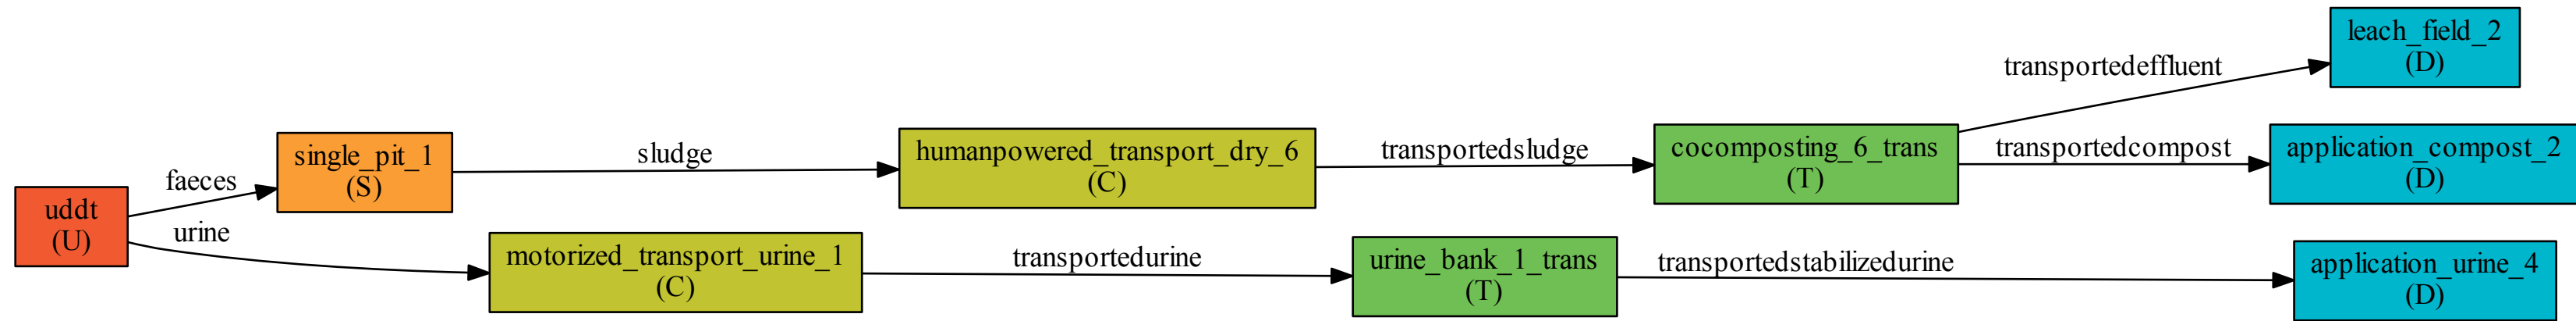 uddt
(U)
faeces
urine
single_pit_1
(S)
sludge
motorized_transport_urine_1
(C)
humanpowered_transport_dry_6
(C)
transportedsludge
transportedurine
cocomposting_6_trans
(T)
urine_bank_1_trans
(T)
transportedeffluent
transportedcompost
transportedstabilizedurine
leach_field_2
(D)
application_compost_2
(D)
application_urine_4
(D)